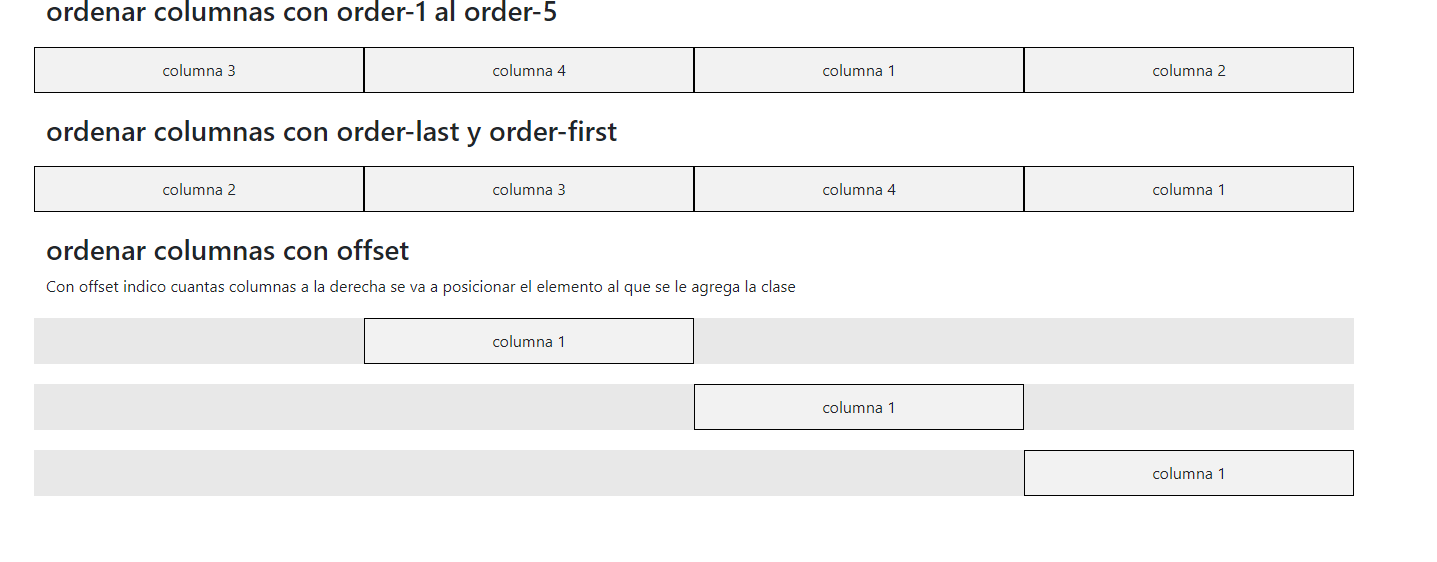 ordenar columnas con order-1 al order-5
columna 3 columna 4 columna 1 columna 2
ordenar columnas con order-last y order-first
columna 2 columna 3 columna 4 columna 1
ordenar columnas con offset
Con offset indico cuantas columnas a la derecha se va a posicionar el elemento al que se le agrega la clase
columna 1
columna 1
columna 1